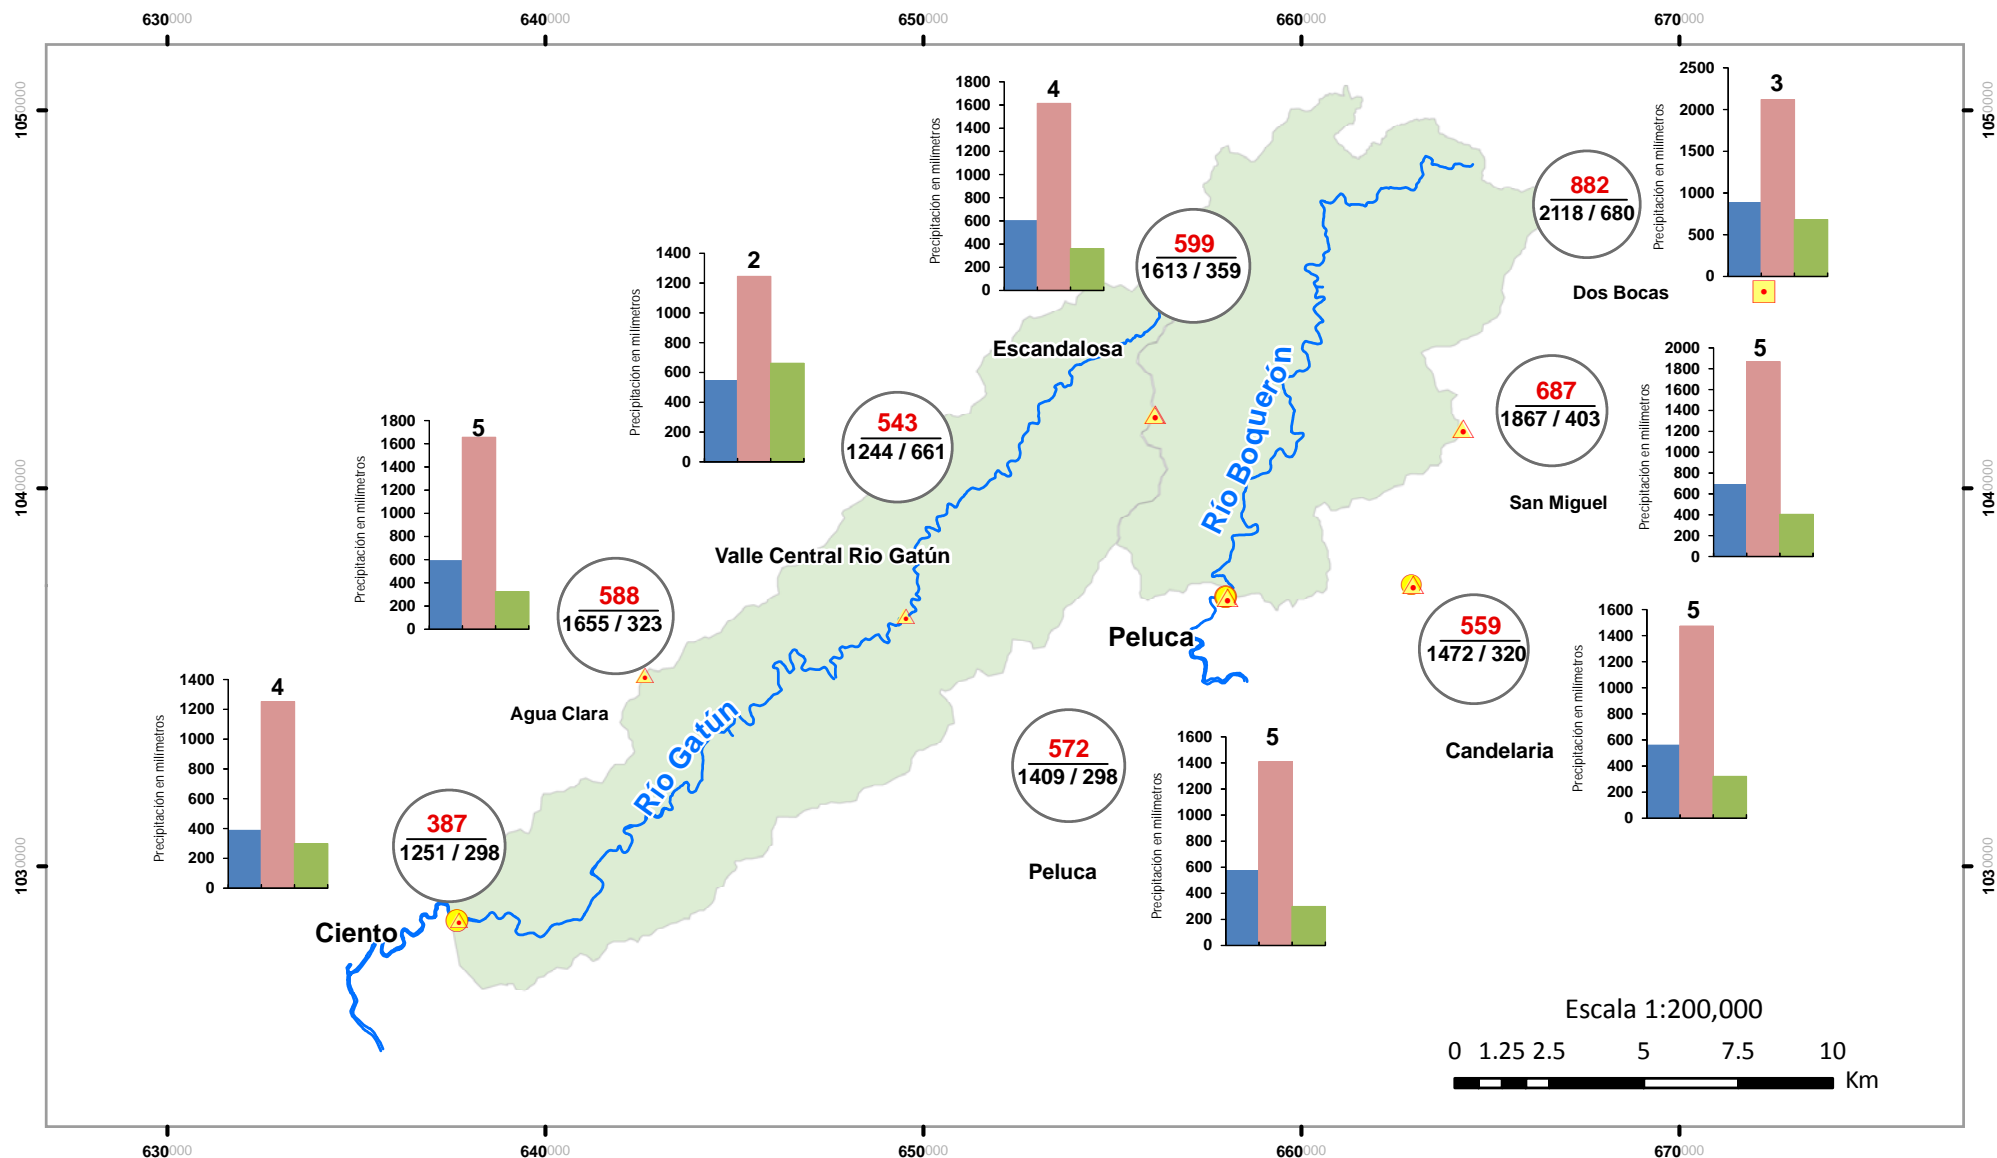 630000 640000 650000 660000 670000
1050000
1040000
1030000
1050000
1040000
1030000
Precipitación en milímetros
1800
1600
1400
1200
1000
800
600
400
200
0
4
599
1613 / 359
Escandalosa
Precipitación en milímetros
2500
2000
1500
1000
500
0
3
882
2118 / 680
Dos Bocas
Precipitación en milímetros
1400
1200
1000
800
600
400
200
0
2
543
1244 / 661
Valle Central Rio Gatún
Precipitación en milímetros
2000
1800
1600
1400
1200
1000
800
600
400
200
0
5
687
1867 / 403
San Miguel
Precipitación en milímetros
1800
1600
1400
1200
1000
800
600
400
200
0
5
588
1655 / 323
Agua Clara
Río Boquerón
Peluca
Precipitación en milímetros
1600
1400
1200
1000
800
600
400
200
0
5
559
1472 / 320
Candelaria
Precipitación en milímetros
1400
1200
1000
800
600
400
200
0
4
387
1251 / 298
Ciento
Río Gatún
Precipitación en milímetros
1600
1400
1200
1000
800
600
400
200
0
5
572
1409 / 298
Peluca
Escala 1:200,000
0 1.25 2.5 5 7.5 10
Km
630000 640000 650000 660000 670000